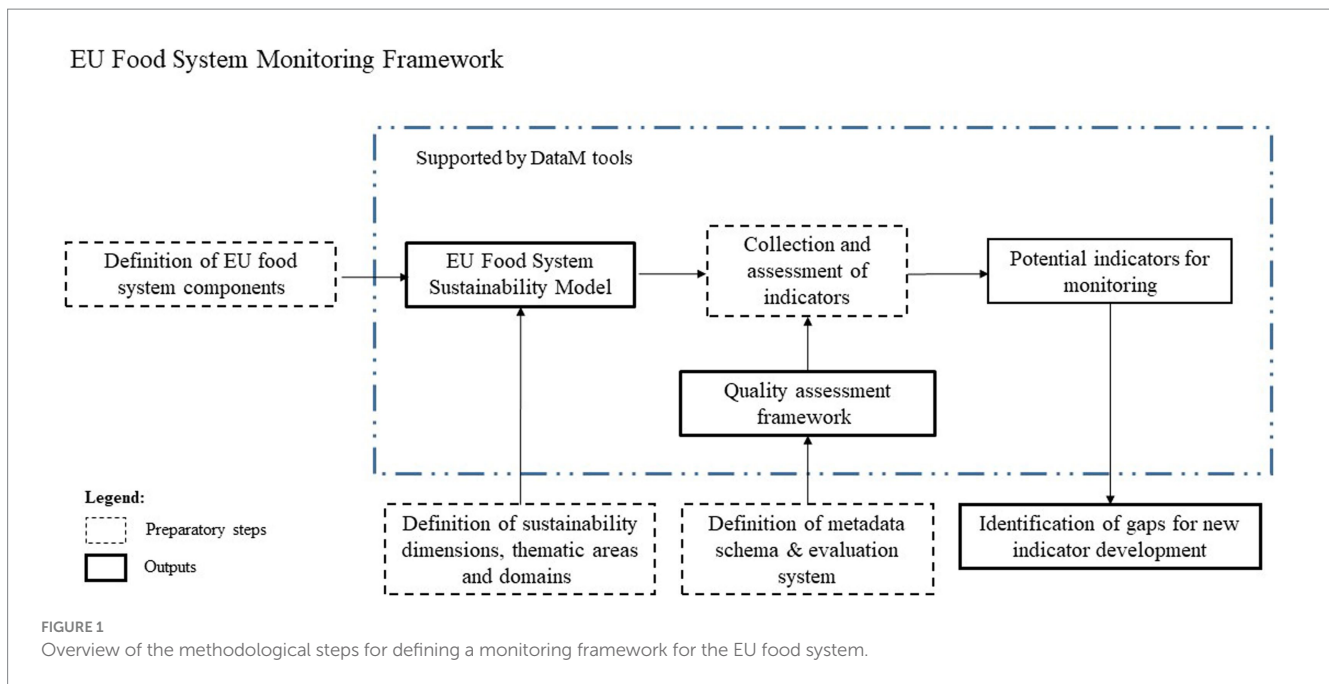 EU Food System Monitoring Framework
Supported by DataM tools
Definition of EU food
system components
EU Food System
Sustainability Model
Collection and
assessment of
indicators
Potential indicators for
monitoring
Quality assessment
framework
Legend:
Preparatory steps
Outputs
Definition of sustainability
dimensions, thematic areas
and domains
Definition of metadata
schema & evaluation
system
Identification of gaps for new
indicator development
FIGURE 1
Overview of the methodological steps for defining a monitoring framework for the EU food system.